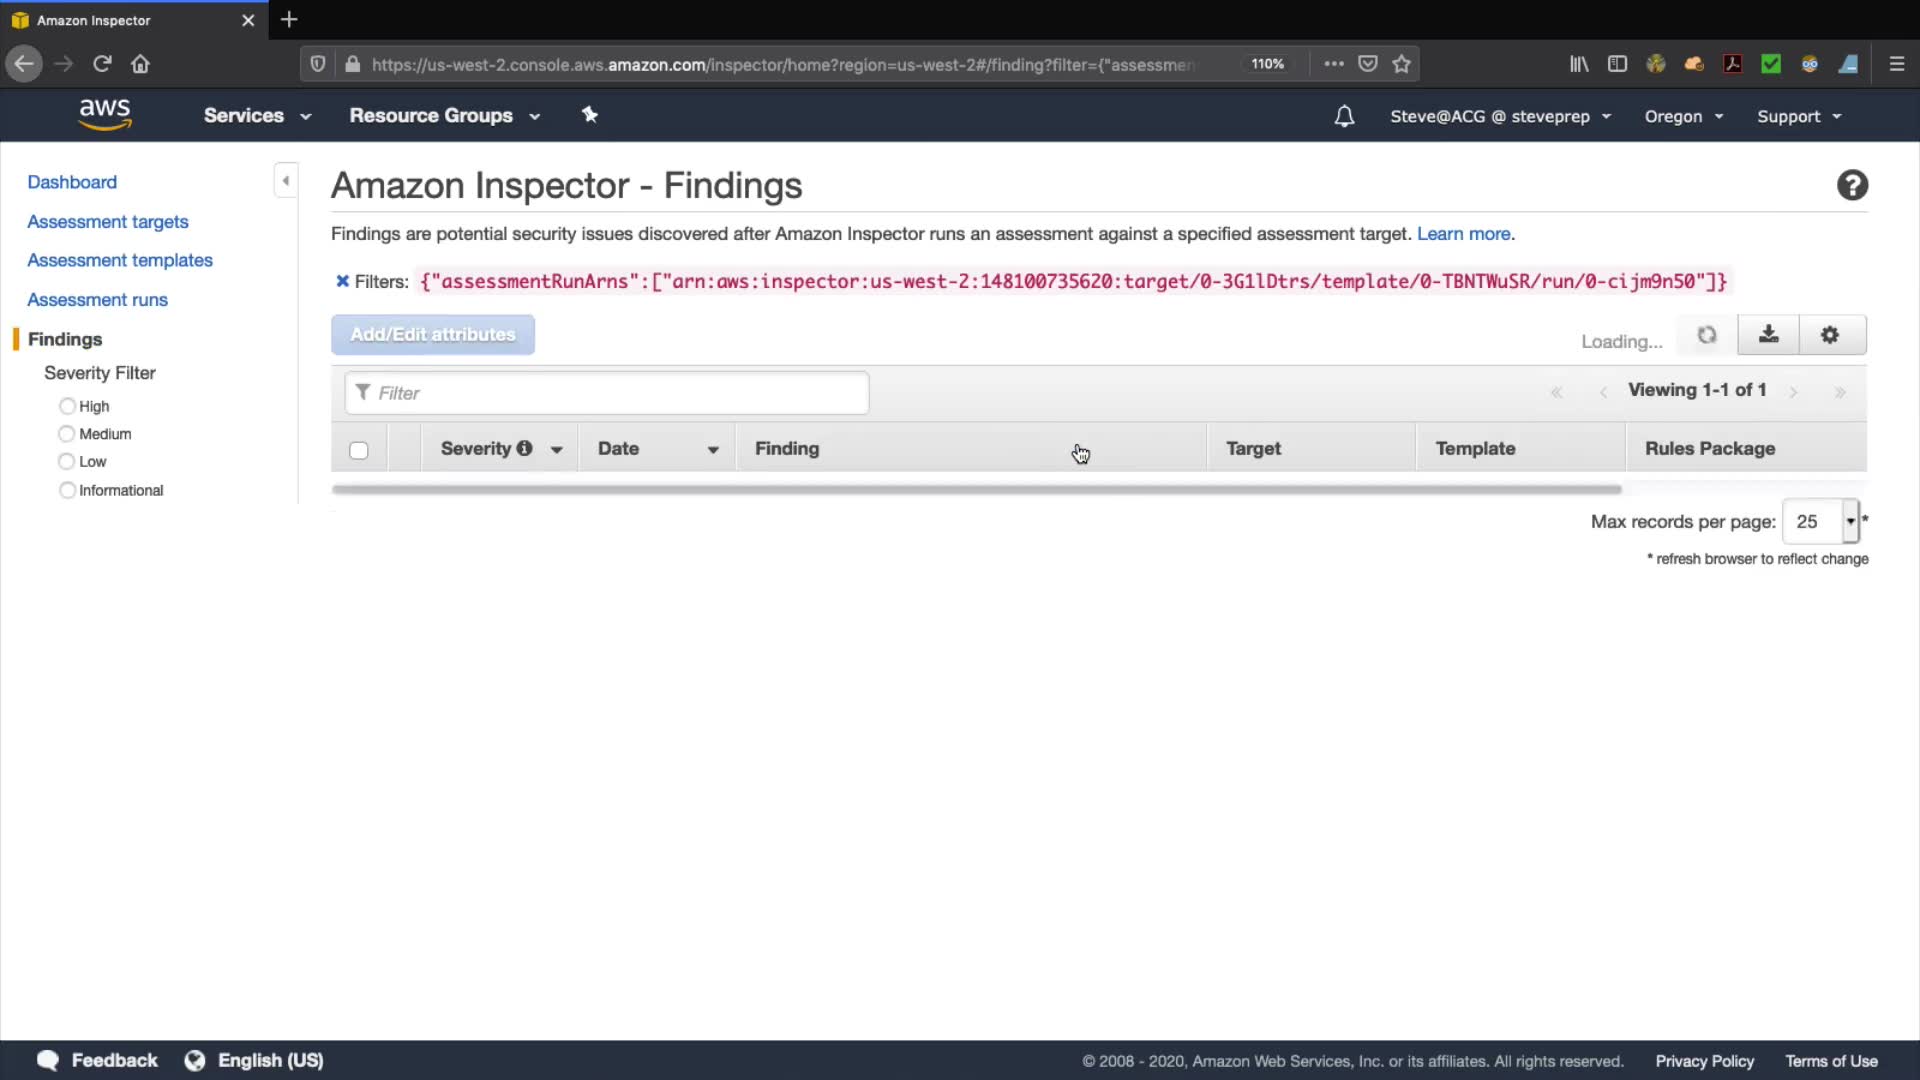 Amazon Inspector
https://us-west-2.console.aws.amazon.com/inspector/home?region=us-west-2#/finding?filter={"assessmen
110%
aws
Services
Resource Groups
Steve@ACG @ steveprep
Oregon
Support
Dashboard
Assessment targets
Assessment templates
Assessment runs
Findings
Severity Filter
High
Medium
Low
Informational
Amazon Inspector - Findings
Findings are potential security issues discovered after Amazon Inspector runs an assessment against a specified assessment target. Learn more.
Filters: {"assessmentRunArns":["arn:aws:inspector:us-west-2:148100735620:target/0-3G1lDtrs/template/0-TBNTWuSR/run/0-cijm9n50"]}
Add/Edit attributes
Loading...
Filter
« ‹ Viewing 1-1 of 1 › »
Severity
Date
Finding
Target
Template
Rules Package
Max records per page: 25 *
* refresh browser to reflect change
Feedback
English (US)
© 2008 - 2020, Amazon Web Services, Inc. or its affiliates. All rights reserved.
Privacy Policy
Terms of Use